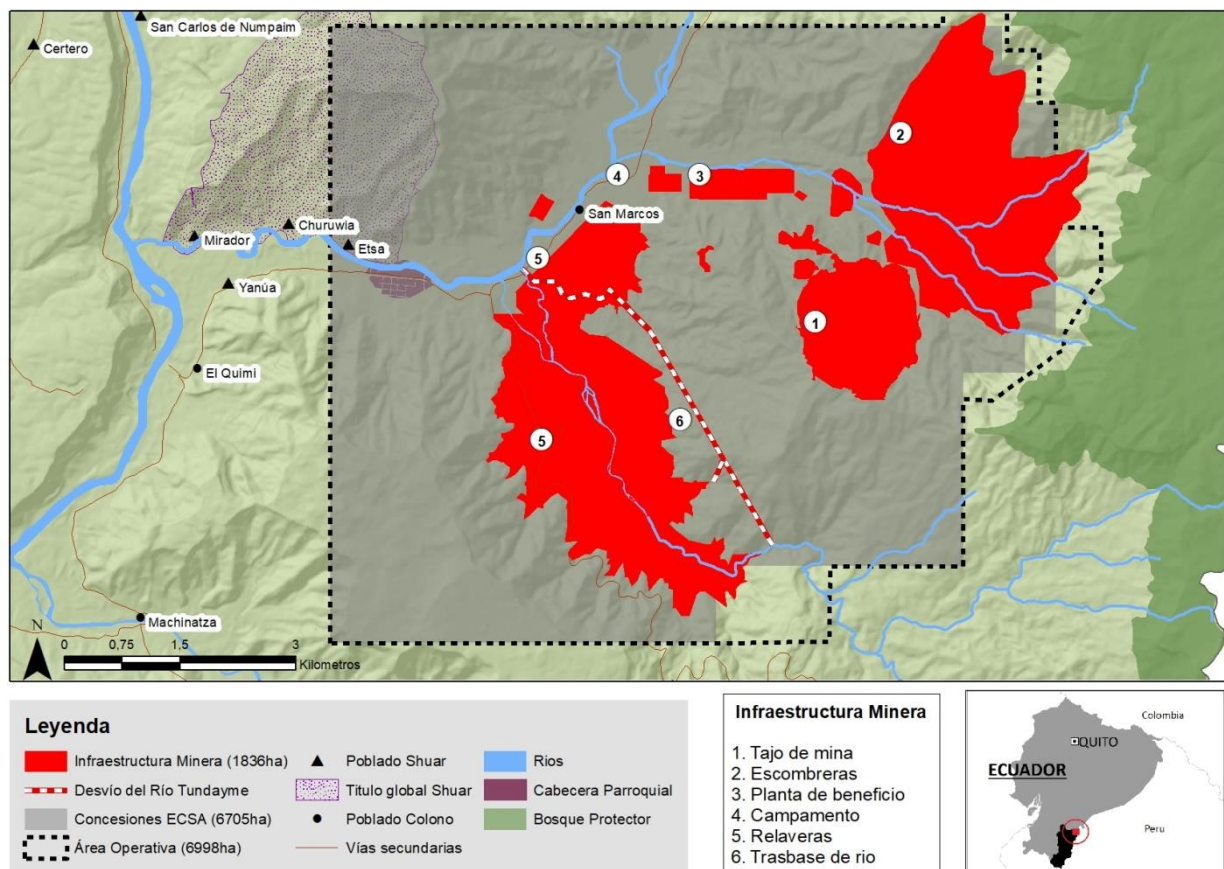 San Carlos de Numpaim
Certero
2
4
3
San Marcos
Churuwia
Mirador
Etsa
5
Yanúa
1
El Quimi
6
5
Machinatza
N
0 0,75 1,5 3
Kilometros
Leyenda
Infraestructura Minera (1836ha)
Desvío del Río Tundayme
Concesiones ECSA (6705ha)
Área Operativa (6998ha)
Poblado Shuar
Titulo global Shuar
Poblado Colono
Vías secundarias
Rios
Cabecera Parroquial
Bosque Protector
Infraestructura Minera
1. Tajo de mina
2. Escombreras
3. Planta de beneficio
4. Campamento
5. Relaveras
6. Trasbase de rio
Colombia
QUITO
ECUADOR
Peru